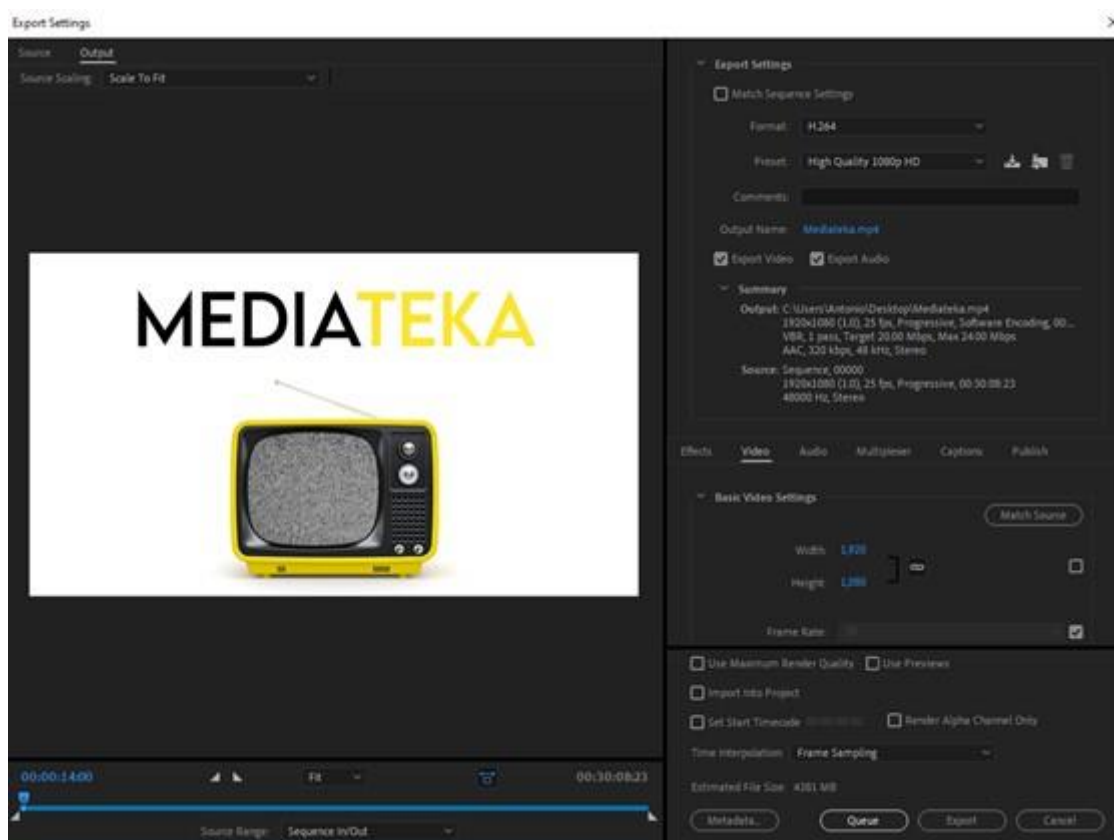 Export Settings
Source Output
Source Scaling: Scale To Fit
MEDIATEKA
00:00:14:00 Fit 00:30:08:23
Source Range: Sequence In/Out
Export Settings
Match Sequence Settings
Format: H.264
Preset: High Quality 1080p HD
Comments:
Output Name: Mediateka.mp4
Export Video Export Audio
Summary
Output: C:\Users\Antonio\Desktop\Mediateka.mp4
1920x1080 (1.0), 25 fps, Progressive, Software Encoding, 00...
VBR, 1 pass, Target 20.00 Mbps, Max 24.00 Mbps
AAC, 320 kbps, 48 kHz, Stereo
Source: Sequence, 00000
1920x1080 (1.0), 25 fps, Progressive, 00:30:08:23
48000 Hz, Stereo
Effects Video Audio Multiplexer Captions Publish
Basic Video Settings
Match Source
Width: 1,920
Height: 1,080
Frame Rate:
Use Maximum Render Quality Use Previews
Import Into Project
Set Start Timecode Render Alpha Channel Only
Time Interpolation: Frame Sampling
Estimated File Size: 4381 MB
Metadata... Queue Export Cancel